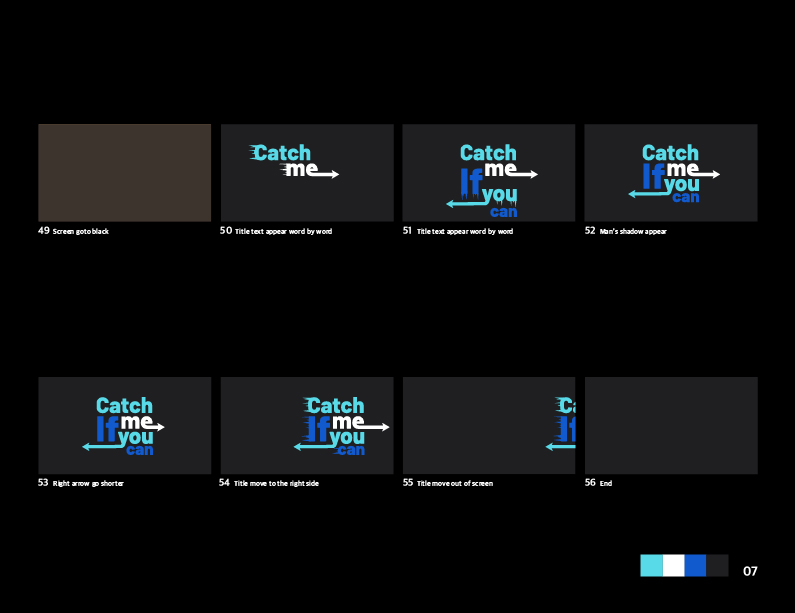 Catch
me
Catch
me
If
you
can
Catch
me
If
you
can
49 Screen goto black
50 Title text appear word by word
51 Title text appear word by word
52 Man's shadow appear
Catch
me
If
you
can
Catch
me
If
you
can
Ca
If
53 Right arrow go shorter
54 Title move to the right side
55 Title move out of screen
56 End
07